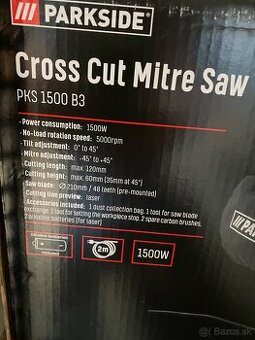 /// PARKSIDE®
Cross Cut Mitre Saw
PKS 1500 B3
• Power consumption: 1500W
• No-load rotation speed: 5000rpm
• Tilt adjustment: 0° to 45°
• Mitre adjustment: -45° to +45°
• Cutting length: max. 120mm
• Cutting height: max. 60mm (35mm at 45°)
• Saw blade: Ø 210mm / 48 teeth (pre-mounted)
• Cutting line preview: laser
• Accessories included: 1 dust collection bag, 1 tool for saw blade
exchange, 1 tool for setting the workpiece stop, 2 spare carbon brushes,
2 alkaline batteries (for laser)
Alkaline-batteries
included
2m
1500W
/// PARK
bazos.sk